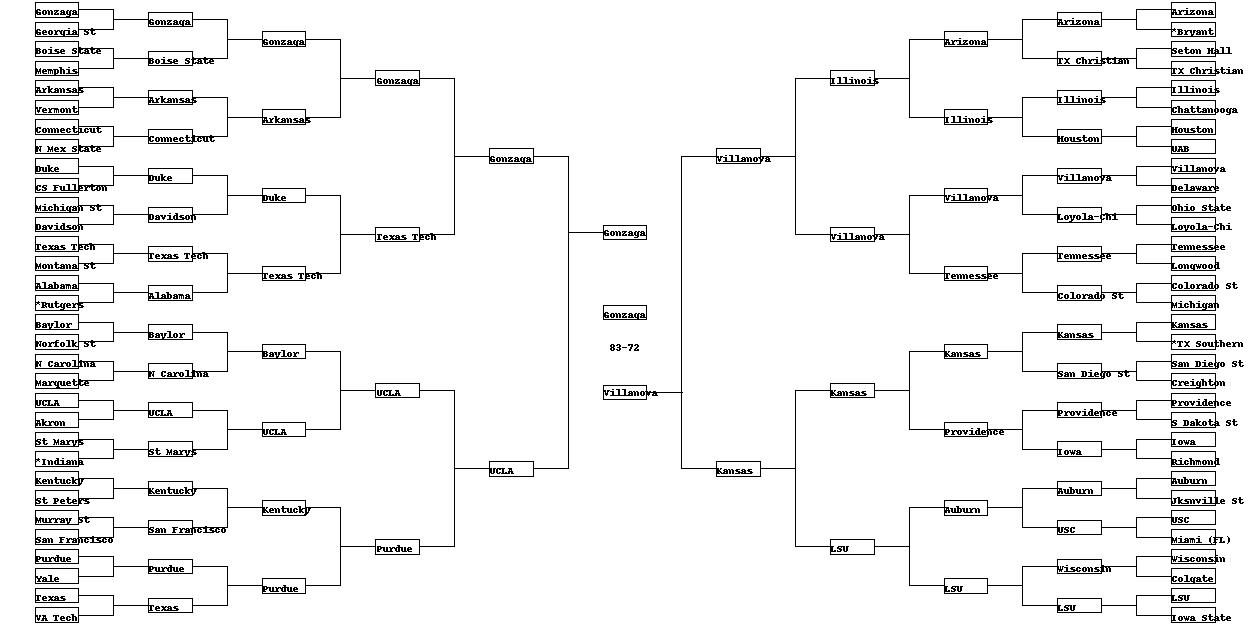 Gonzaga
Georgia St
Boise State
Memphis
Arkansas
Vermont
Connecticut
N Mex State
Duke
CS Fullerton
Michigan St
Davidson
Texas Tech
Montana St
Alabama
*Rutgers
Baylor
Norfolk St
N Carolina
Marquette
UCLA
Akron
St Marys
*Indiana
Kentucky
St Peters
Murray St
San Francisco
Purdue
Yale
Texas
VA Tech
Gonzaga
Boise State
Arkansas
Connecticut
Duke
Davidson
Texas Tech
Alabama
Baylor
N Carolina
UCLA
St Marys
Kentucky
San Francisco
Purdue
Texas
Gonzaga
Arkansas
Duke
Texas Tech
Baylor
UCLA
Kentucky
Purdue
Gonzaga
Texas Tech
UCLA
Purdue
Gonzaga
UCLA
Gonzaga
Gonzaga
83-72
Villanova
Villanova
Kansas
Illinois
Villanova
Kansas
LSU
Arizona
Illinois
Villanova
Tennessee
Kansas
Providence
Auburn
LSU
Arizona
TX Christian
Illinois
Houston
Villanova
Loyola-Chi
Tennessee
Colorado St
Kansas
San Diego St
Providence
Iowa
Auburn
USC
Wisconsin
LSU
Arizona
*Bryant
Seton Hall
TX Christian
Illinois
Chattanooga
Houston
UAB
Villanova
Delaware
Ohio State
Loyola-Chi
Tennessee
Longwood
Colorado St
Michigan
Kansas
*TX Southern
San Diego St
Creighton
Providence
S Dakota St
Iowa
Richmond
Auburn
Jksnville St
USC
Miami (FL)
Wisconsin
Colgate
LSU
Iowa State